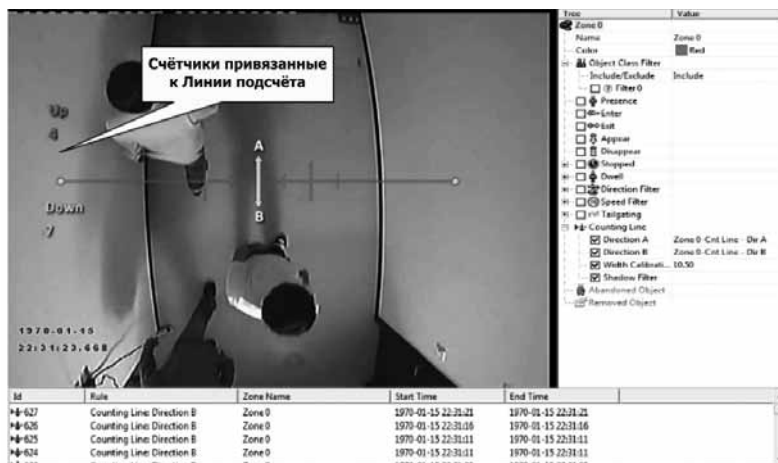 Счётчики привязанные
к Линии подсчёта
Up
4
Down
7
A
B
1970-01-15
22:31:23.668
Tree Value
Zone 0
Name Zone 0
Color Red
Object Class Filter
Include/Exclude Include
Filter 0
Presence
Enter
Exit
Appear
Disappear
Stopped
Dwell
Direction Filter
Speed Filter
Tailgating
Counting Line
Direction A Zone 0-Cnt Line - Dir A
Direction B Zone 0-Cnt Line - Dir B
Width Calibrati... 10.50
Shadow Filter
Abandoned Object
Removed Object
Id Rule Zone Name Start Time End Time
627 Counting Line: Direction B Zone 0 1970-01-15 22:31:21 1970-01-15 22:31:21
626 Counting Line: Direction B Zone 0 1970-01-15 22:31:16 1970-01-15 22:31:16
625 Counting Line: Direction B Zone 0 1970-01-15 22:31:11 1970-01-15 22:31:11
624 Counting Line: Direction B Zone 0 1970-01-15 22:31:11 1970-01-15 22:31:11